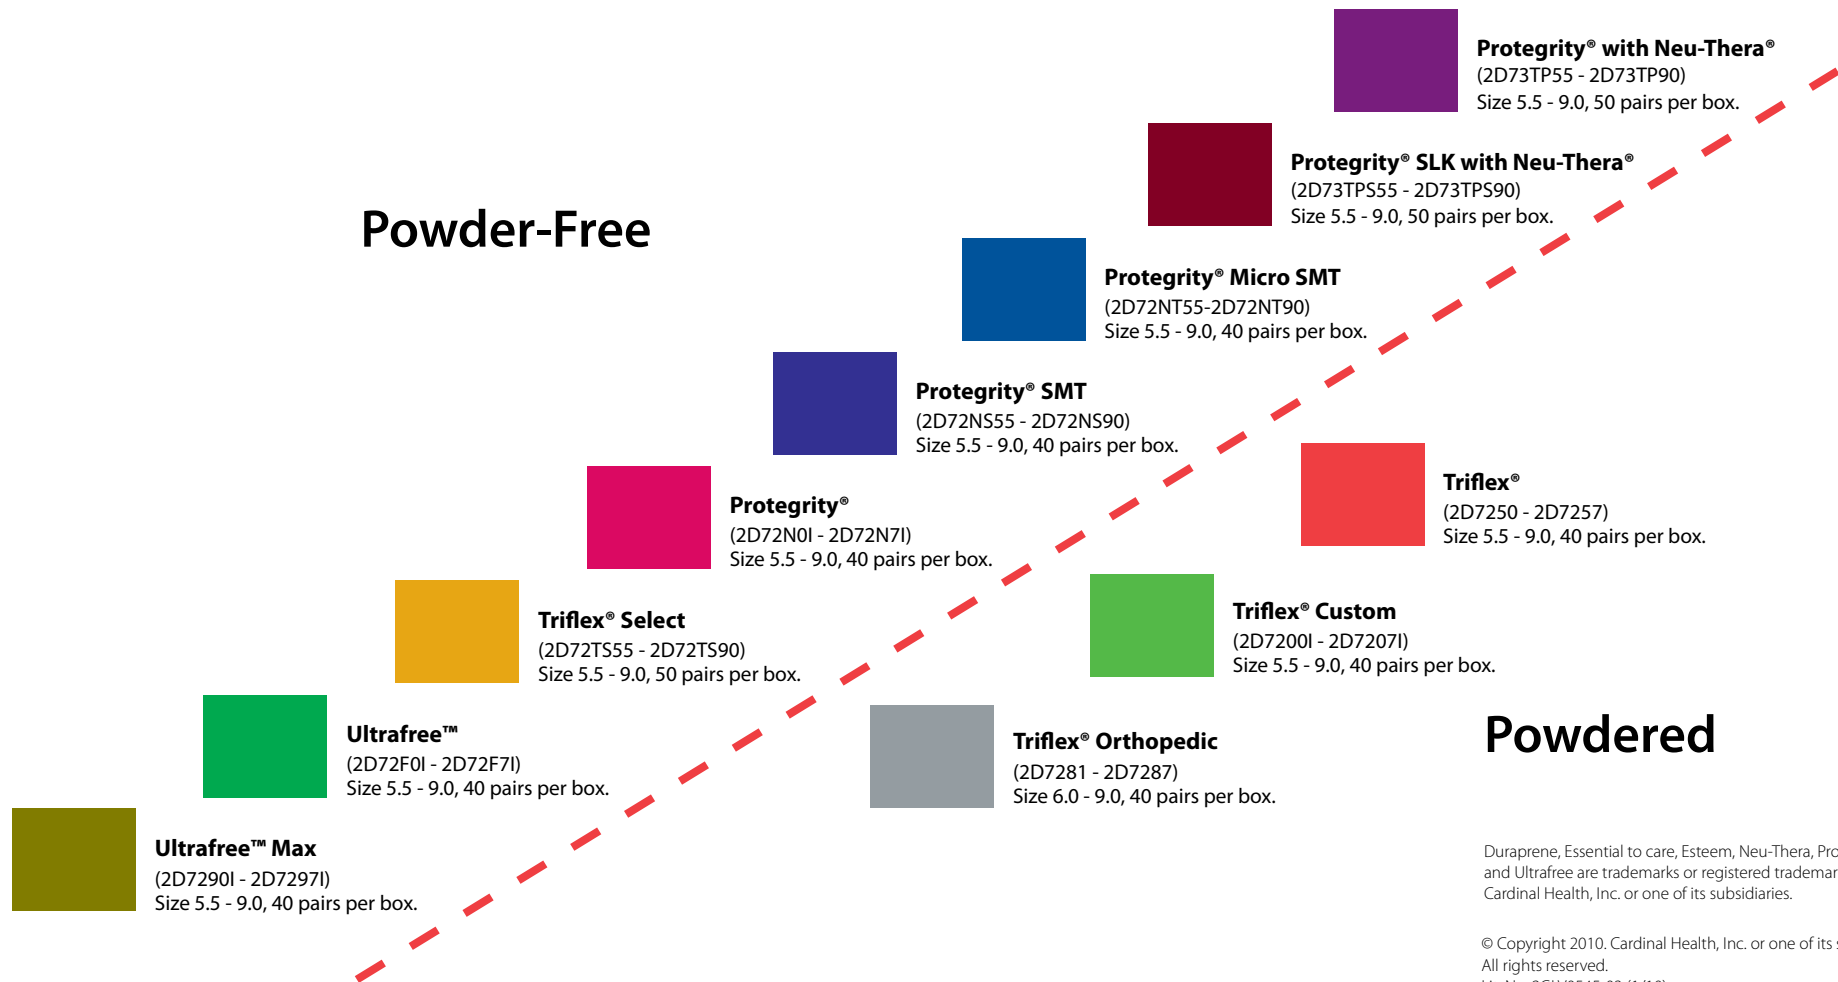 Protegrity® with Neu-Thera®
(2D73TP55 - 2D73TP90)
Size 5.5 - 9.0, 50 pairs per box.
Protegrity® SLK with Neu-Thera®
(2D73TPS55 - 2D73TPS90)
Size 5.5 - 9.0, 50 pairs per box.
Powder-Free
Protegrity® Micro SMT
(2D72NT55-2D72NT90)
Size 5.5 - 9.0, 40 pairs per box.
Protegrity® SMT
(2D72NS55 - 2D72NS90)
Size 5.5 - 9.0, 40 pairs per box.
Protegrity®
(2D72N0I - 2D72N7I)
Size 5.5 - 9.0, 40 pairs per box.
Triflex® Select
(2D72TS55 - 2D72TS90)
Size 5.5 - 9.0, 50 pairs per box.
Ultrafree™
(2D72F0I - 2D72F7I)
Size 5.5 - 9.0, 40 pairs per box.
Ultrafree™ Max
(2D7290I - 2D7297I)
Size 5.5 - 9.0, 40 pairs per box.
Triflex®
(2D7250 - 2D7257)
Size 5.5 - 9.0, 40 pairs per box.
Triflex® Custom
(2D7200I - 2D7207I)
Size 5.5 - 9.0, 40 pairs per box.
Triflex® Orthopedic
(2D7281 - 2D7287)
Size 6.0 - 9.0, 40 pairs per box.
Powdered
Duraprene, Essential to care, Esteem, Neu-Thera, Pro
and Ultrafree are trademarks or registered trademar
Cardinal Health, Inc. or one of its subsidiaries.
© Copyright 2010. Cardinal Health, Inc. or one of its
All rights reserved.